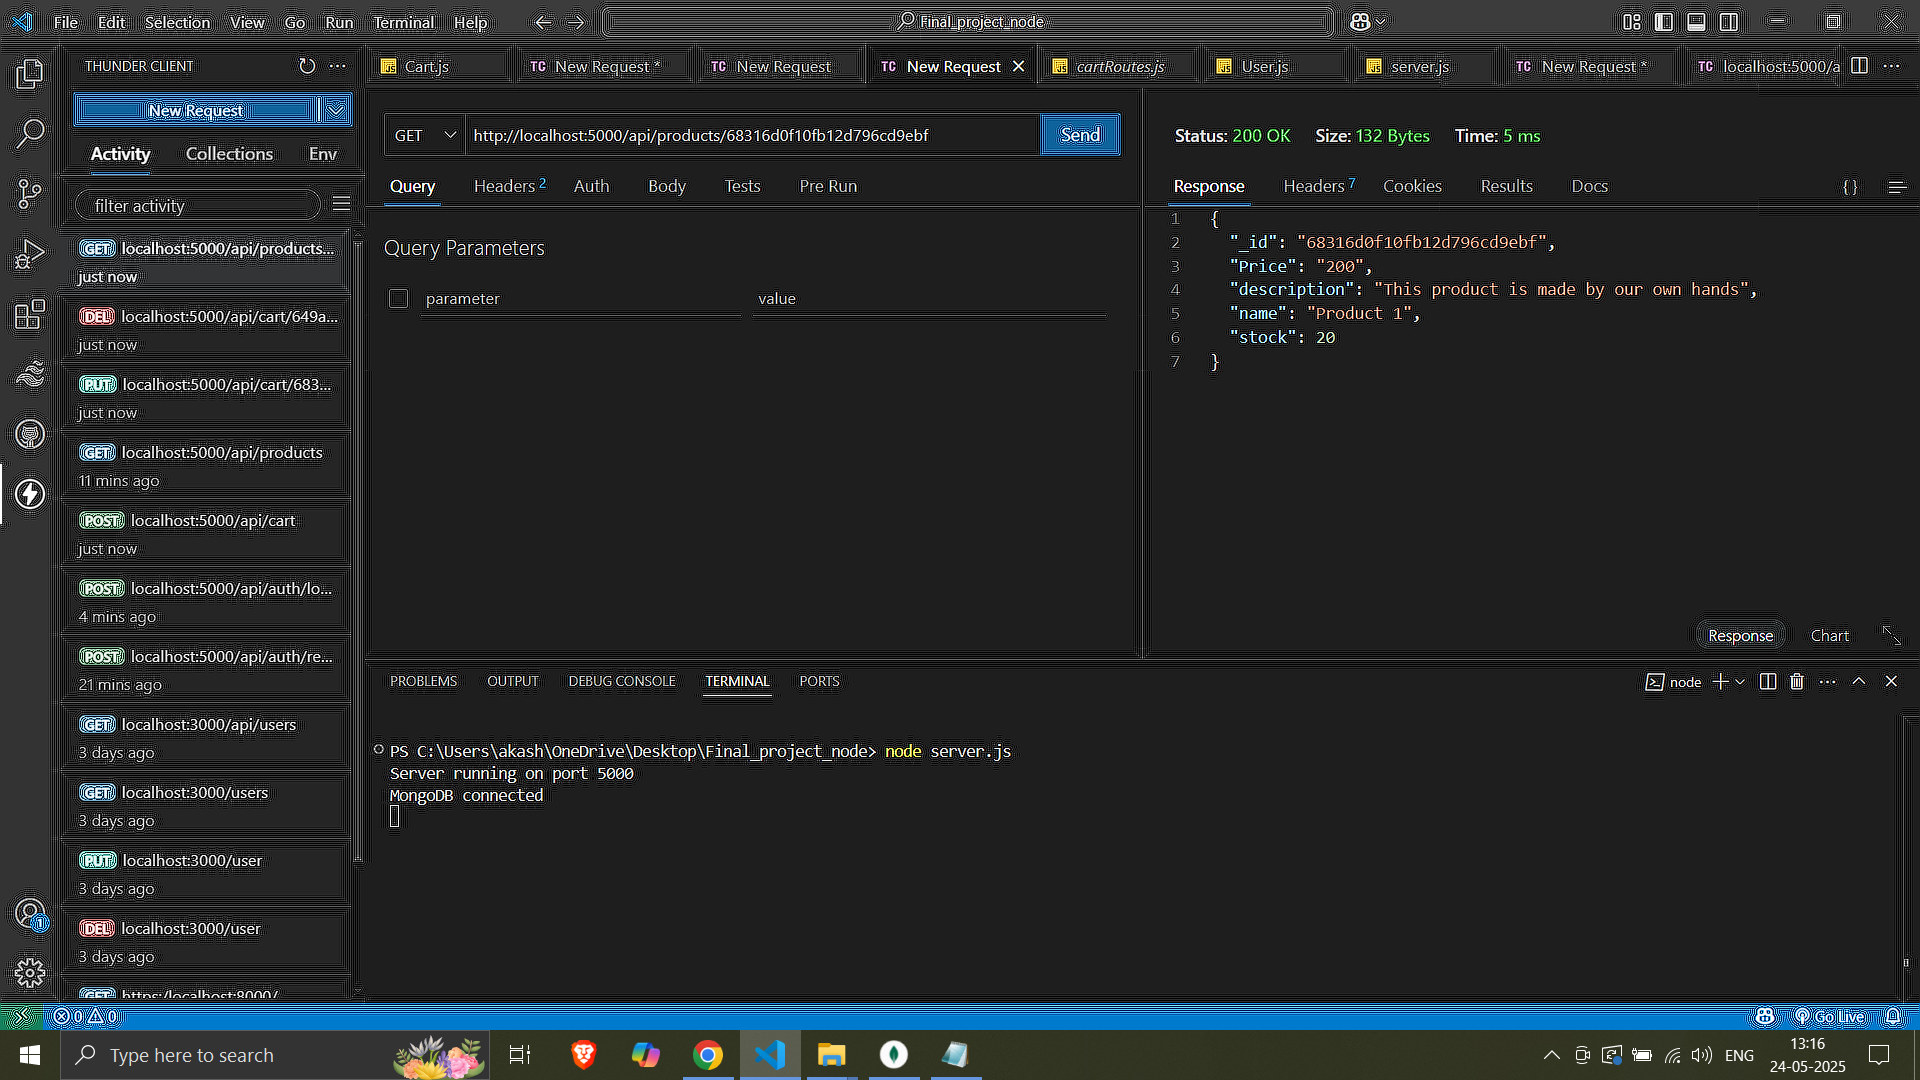 File Edit Selection View Go Run Terminal Help
Final_project_node
THUNDER CLIENT
Cart.js
TC New Request *
TC New Request
TC New Request
JS cartRoutes.js
JS User.js
JS server.js
TC New Request *
TC localhost:5000/a
New Request
Activity Collections Env
filter activity
GET localhost:5000/api/products...
just now
DEL localhost:5000/api/cart/649a...
just now
PUT localhost:5000/api/cart/683...
just now
GET localhost:5000/api/products
11 mins ago
POST localhost:5000/api/cart
just now
POST localhost:5000/api/auth/lo...
4 mins ago
POST localhost:5000/api/auth/re...
21 mins ago
GET localhost:3000/api/users
3 days ago
GET localhost:3000/users
3 days ago
PUT localhost:3000/user
3 days ago
DEL localhost:3000/user
3 days ago
GET https:/localhost:8000/
GET http://localhost:5000/api/products/68316d0f10fb12d796cd9ebf Send
Query Headers 2 Auth Body Tests Pre Run
Query Parameters
parameter value
Status: 200 OK Size: 132 Bytes Time: 5 ms
Response Headers 7 Cookies Results Docs { }
1 {
2 "_id": "68316d0f10fb12d796cd9ebf",
3 "Price": "200",
4 "description": "This product is made by our own hands",
5 "name": "Product 1",
6 "stock": 20
7 }
Response Chart
PROBLEMS OUTPUT DEBUG CONSOLE TERMINAL PORTS
node
PS C:\Users\akash\OneDrive\Desktop\Final_project_node> node server.js
Server running on port 5000
MongoDB connected
1
0 0
Go Live
Type here to search
ENG
13:16
24-05-2025